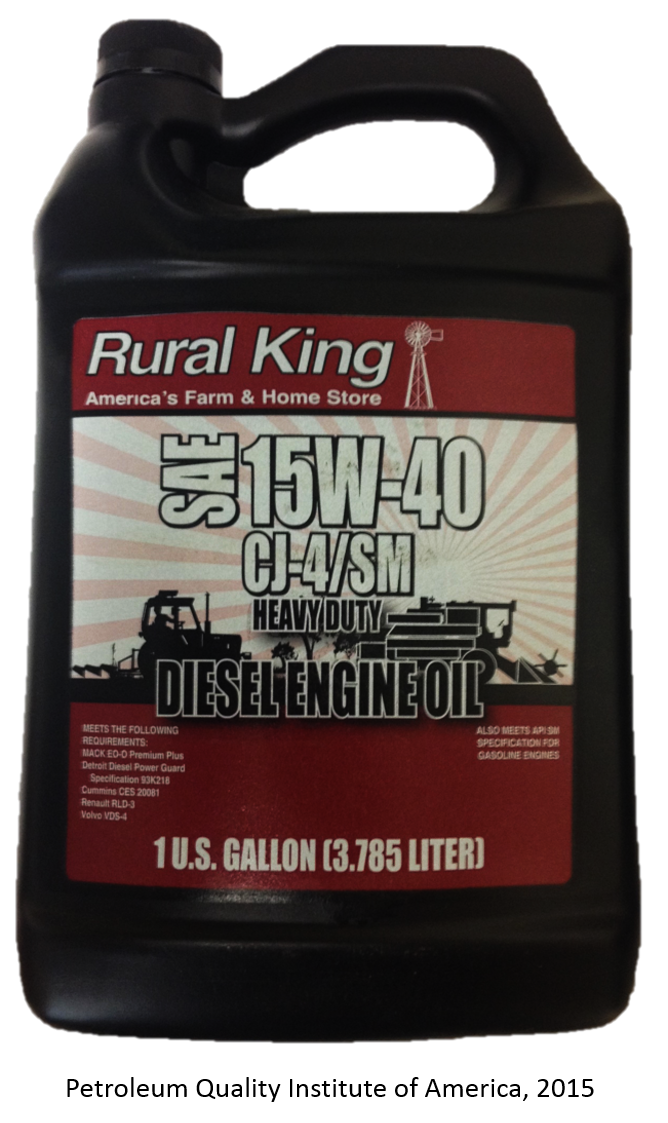 Rural King
America's Farm & Home Store
SAE 15W-40
CJ-4/SM
HEAVY DUTY
DIESEL ENGINE OIL
MEETS THE FOLLOWING
REQUIREMENTS:
MACK EO-O Premium Plus
Detroit Diesel Power Guard
Specification 93K218
Cummins CES 20081
Renault RLD-3
Volvo VDS-4
ALSO MEETS API SM
SPECIFICATION FOR
GASOLINE ENGINES
1 U.S. GALLON (3.785 LITER)
Petroleum Quality Institute of America, 2015